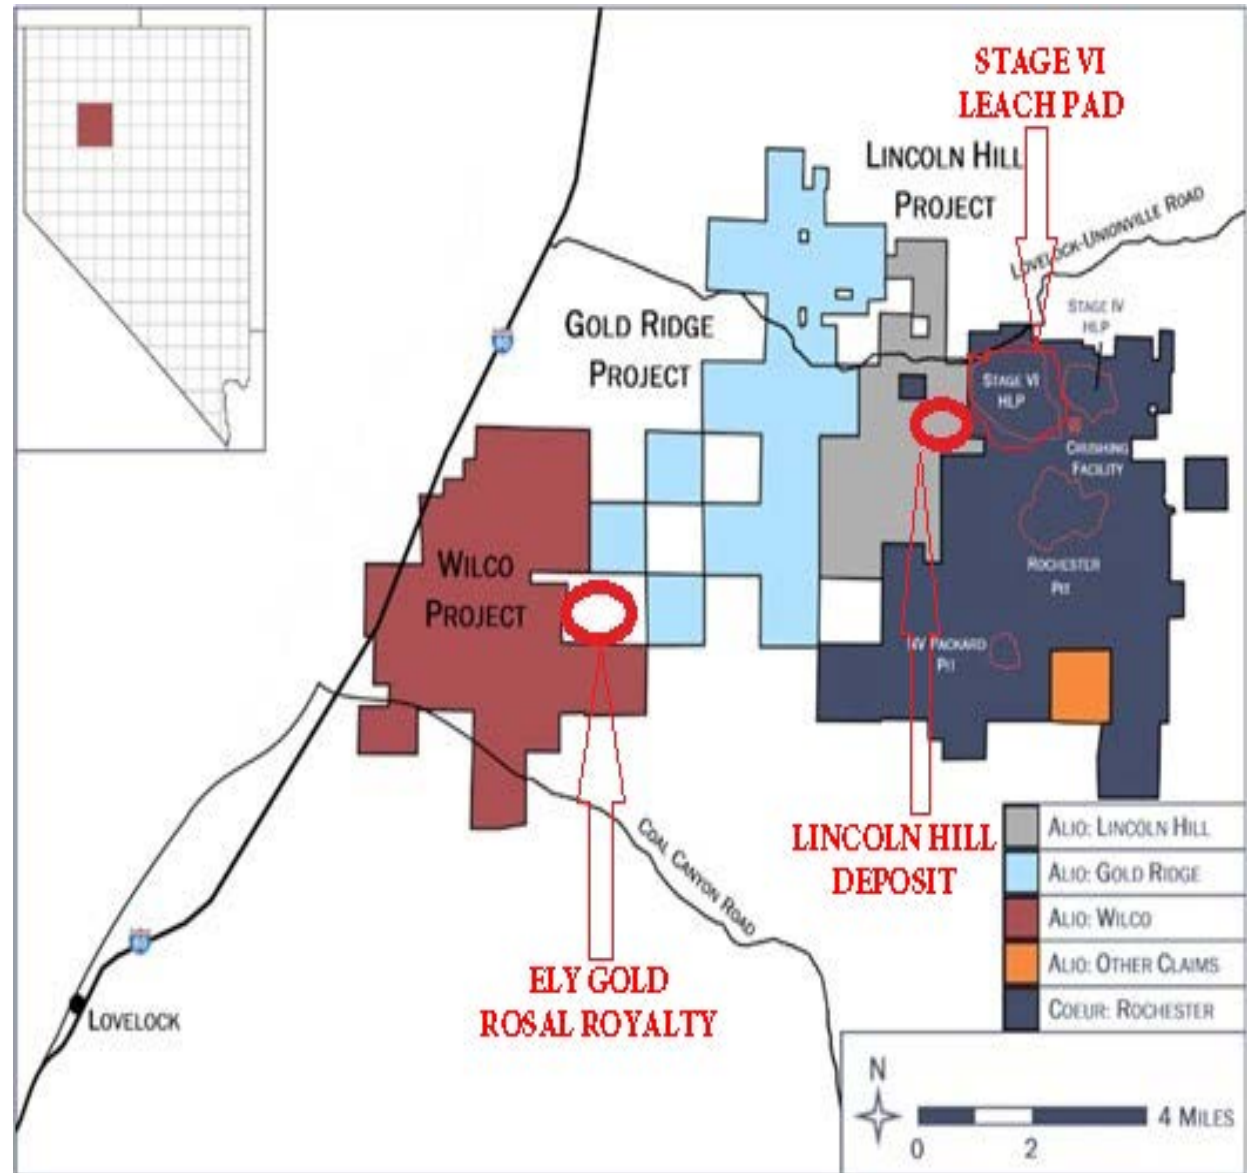 STAGE VI
LEACH PAD
LINCOLN HILL
PROJECT
LOVELOCK-UNIONVILLE ROAD
STAGE IV
HLP
GOLD RIDGE
PROJECT
STAGE VI
HLP
CRUSHING
FACILITY
WILCO
PROJECT
ROCHESTER
PIT
NV PACKARD
PIT
COAL CANYON ROAD
LINCOLN HILL
DEPOSIT
ELY GOLD
ROSAL ROYALTY
LOVELOCK
ALIO: LINCOLN HILL
ALIO: GOLD RIDGE
ALIO: WILCO
ALIO: OTHER CLAIMS
COEUR: ROCHESTER
N
4 MILES
0 2